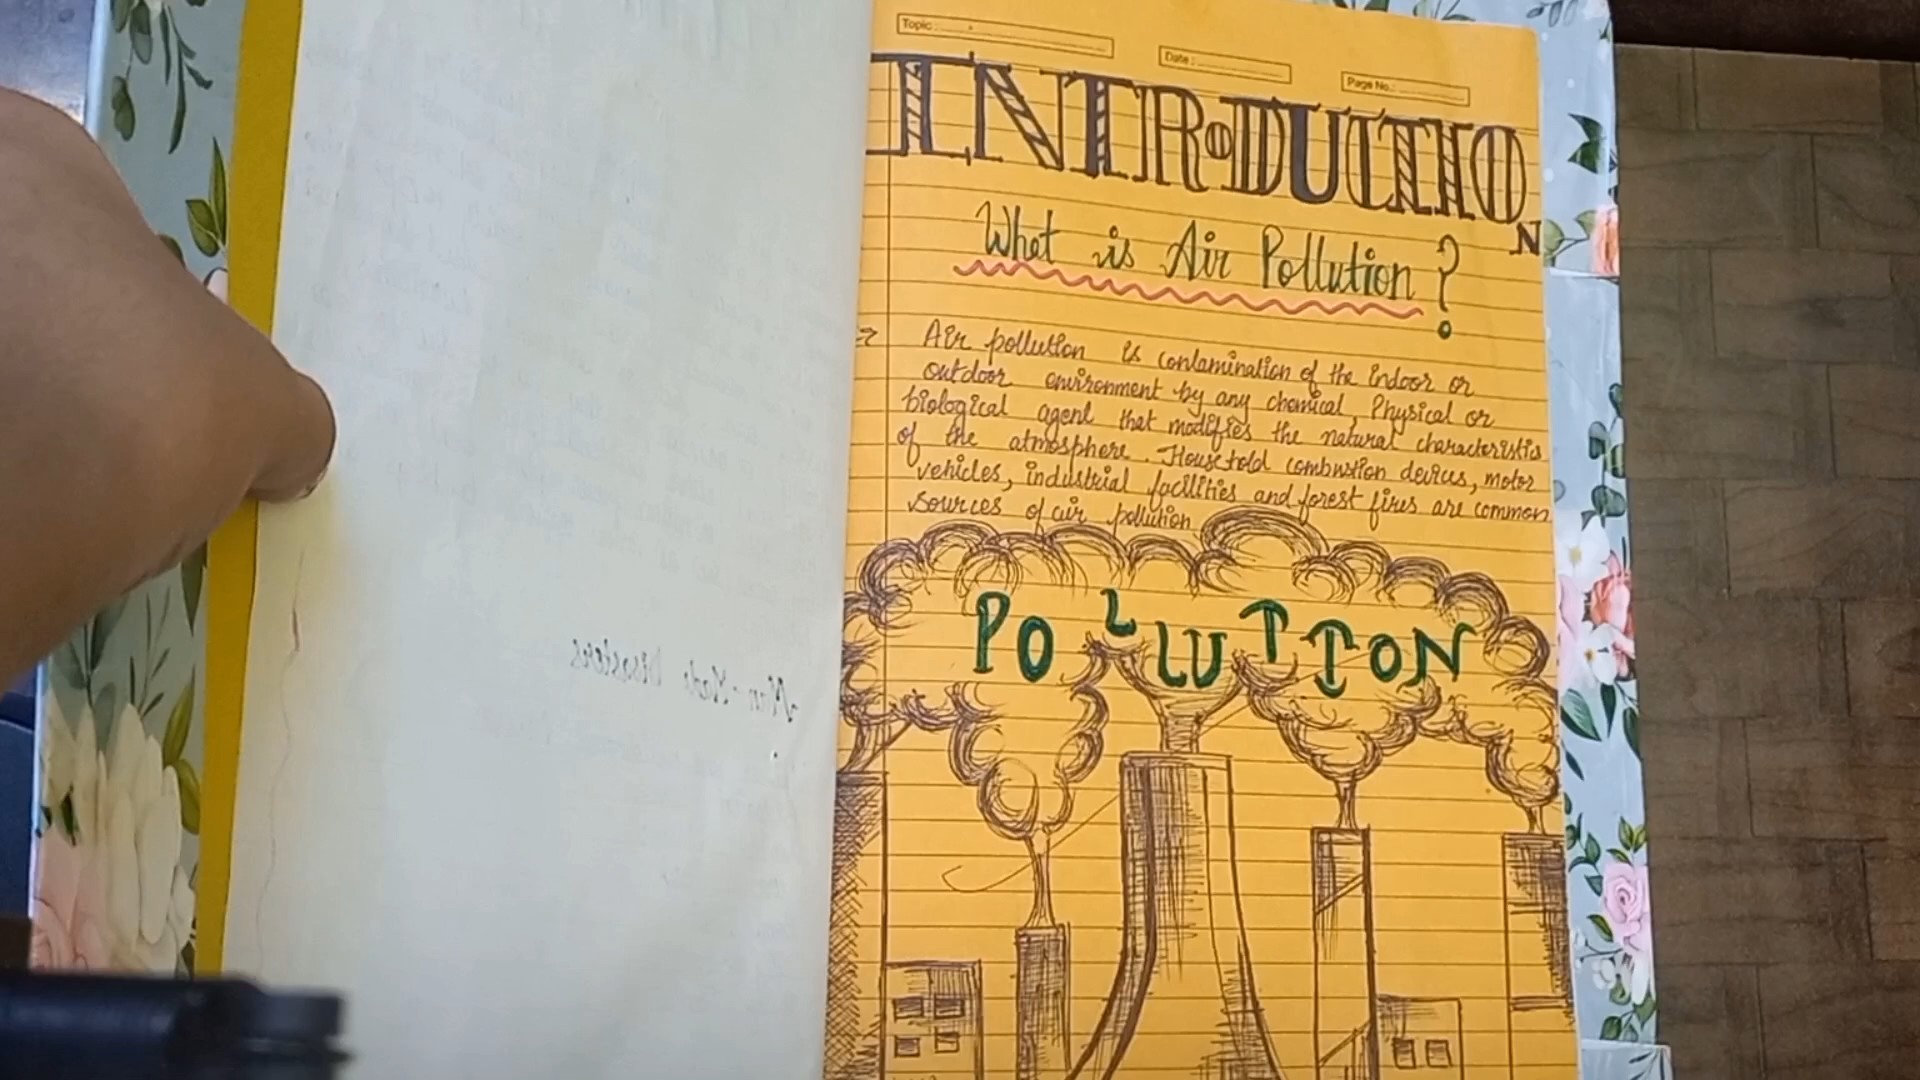 Topic :
Date :
Page No.:
INTRODUCTION
What is Air Pollution ?
⇒ Air pollution is contamination of the indoor or
outdoor environment by any chemical, Physical or
biological agent that modifies the natural characteristics
of the atmosphere. Household combustion devices, motor
vehicles, industrial facilities and forest fires are common
sources of air pollution
POLLUTION